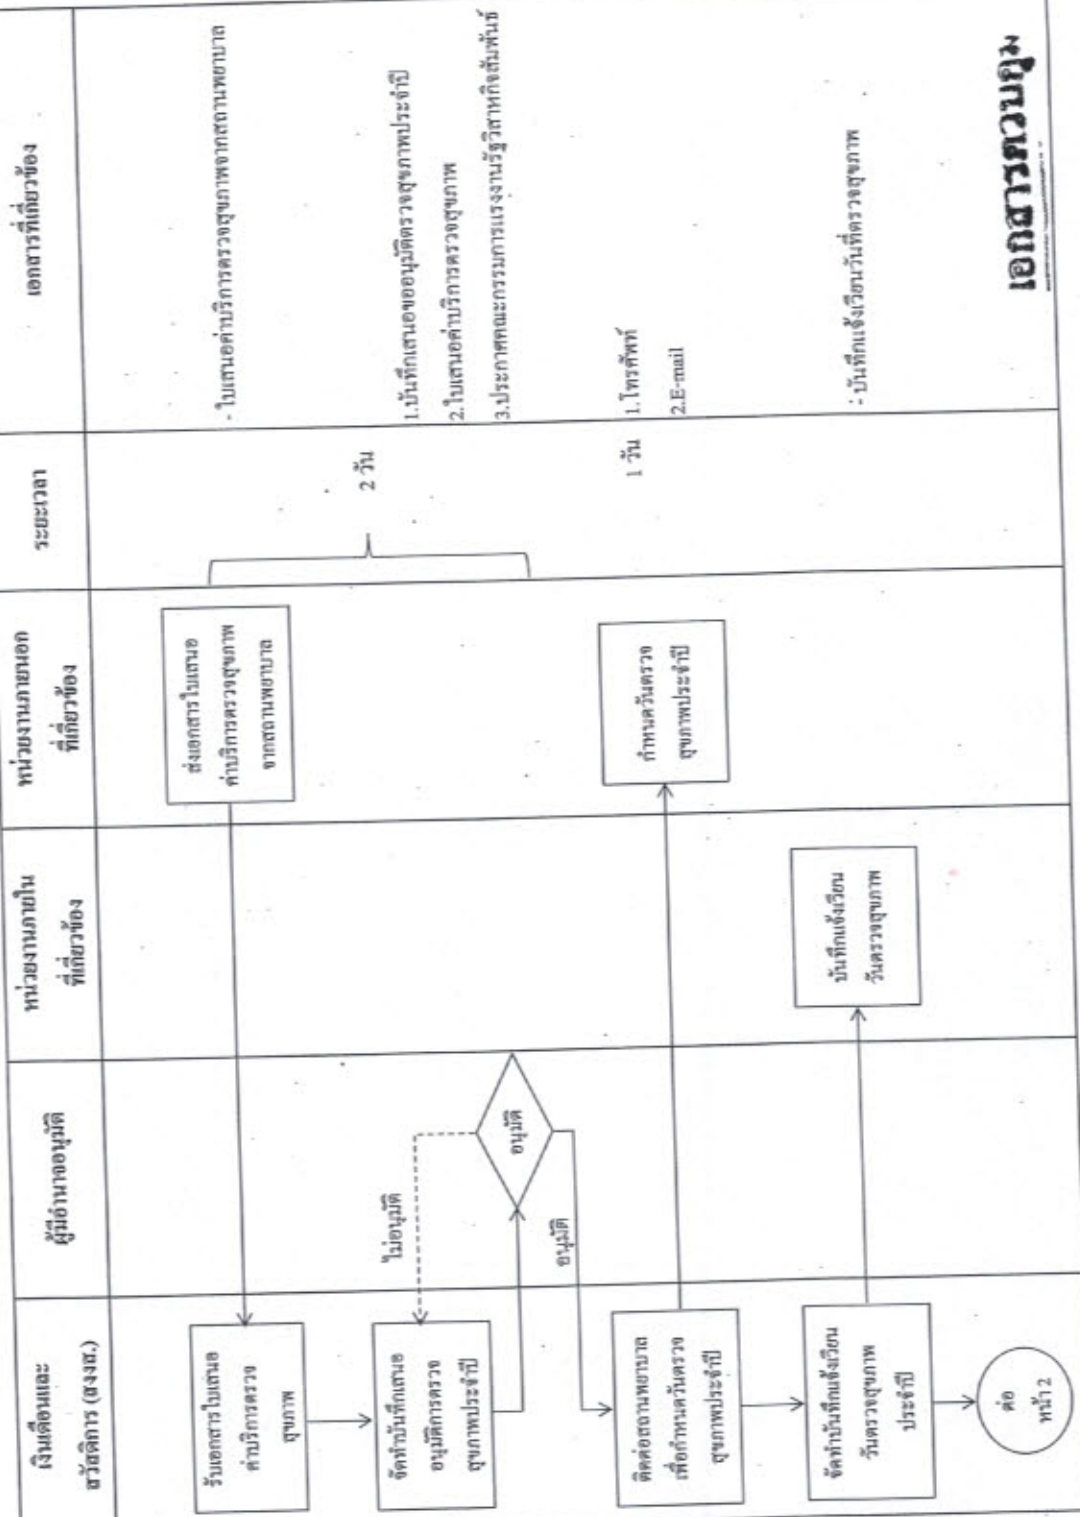 เงินเดือนและ
สวัสดิการ (สงส.)
ผู้มีอำนาจอนุมัติ
หน่วยงานภายใน
ที่เกี่ยวข้อง
หน่วยงานภายนอก
ที่เกี่ยวข้อง
ระยะเวลา
เอกสารที่เกี่ยวข้อง
รับเอกสารใบเสนอ
ค่าบริการตรวจ
สุขภาพ
ส่งเอกสารใบเสนอ
ค่าบริการตรวจสุขภาพ
จากสถานพยาบาล
- ใบเสนอค่าบริการตรวจสุขภาพจากสถานพยาบาล
จัดทำบันทึกเสนอ
อนุมัติการตรวจ
สุขภาพประจำปี
ไม่อนุมัติ
อนุมัติ
อนุมัติ
2 วัน
1.บันทึกเสนอขออนุมัติตรวจสุขภาพประจำปี
2.ใบเสนอค่าบริการตรวจสุขภาพ
3.ประกาศคณะกรรมการแรงงานรัฐวิสาหกิจสัมพันธ์
ติดต่อสถานพยาบาล
เพื่อกำหนดวันตรวจ
สุขภาพประจำปี
กำหนดวันตรวจ
สุขภาพประจำปี
1 วัน
1.โทรศัพท์
2.E-mail
จัดทำบันทึกแจ้งเวียน
วันตรวจสุขภาพ
ประจำปี
บันทึกแจ้งเวียน
วันตรวจสุขภาพ
- บันทึกแจ้งเวียนวันที่ตรวจสุขภาพ
ต่อ
หน้า 2
เอกสารควบคุม